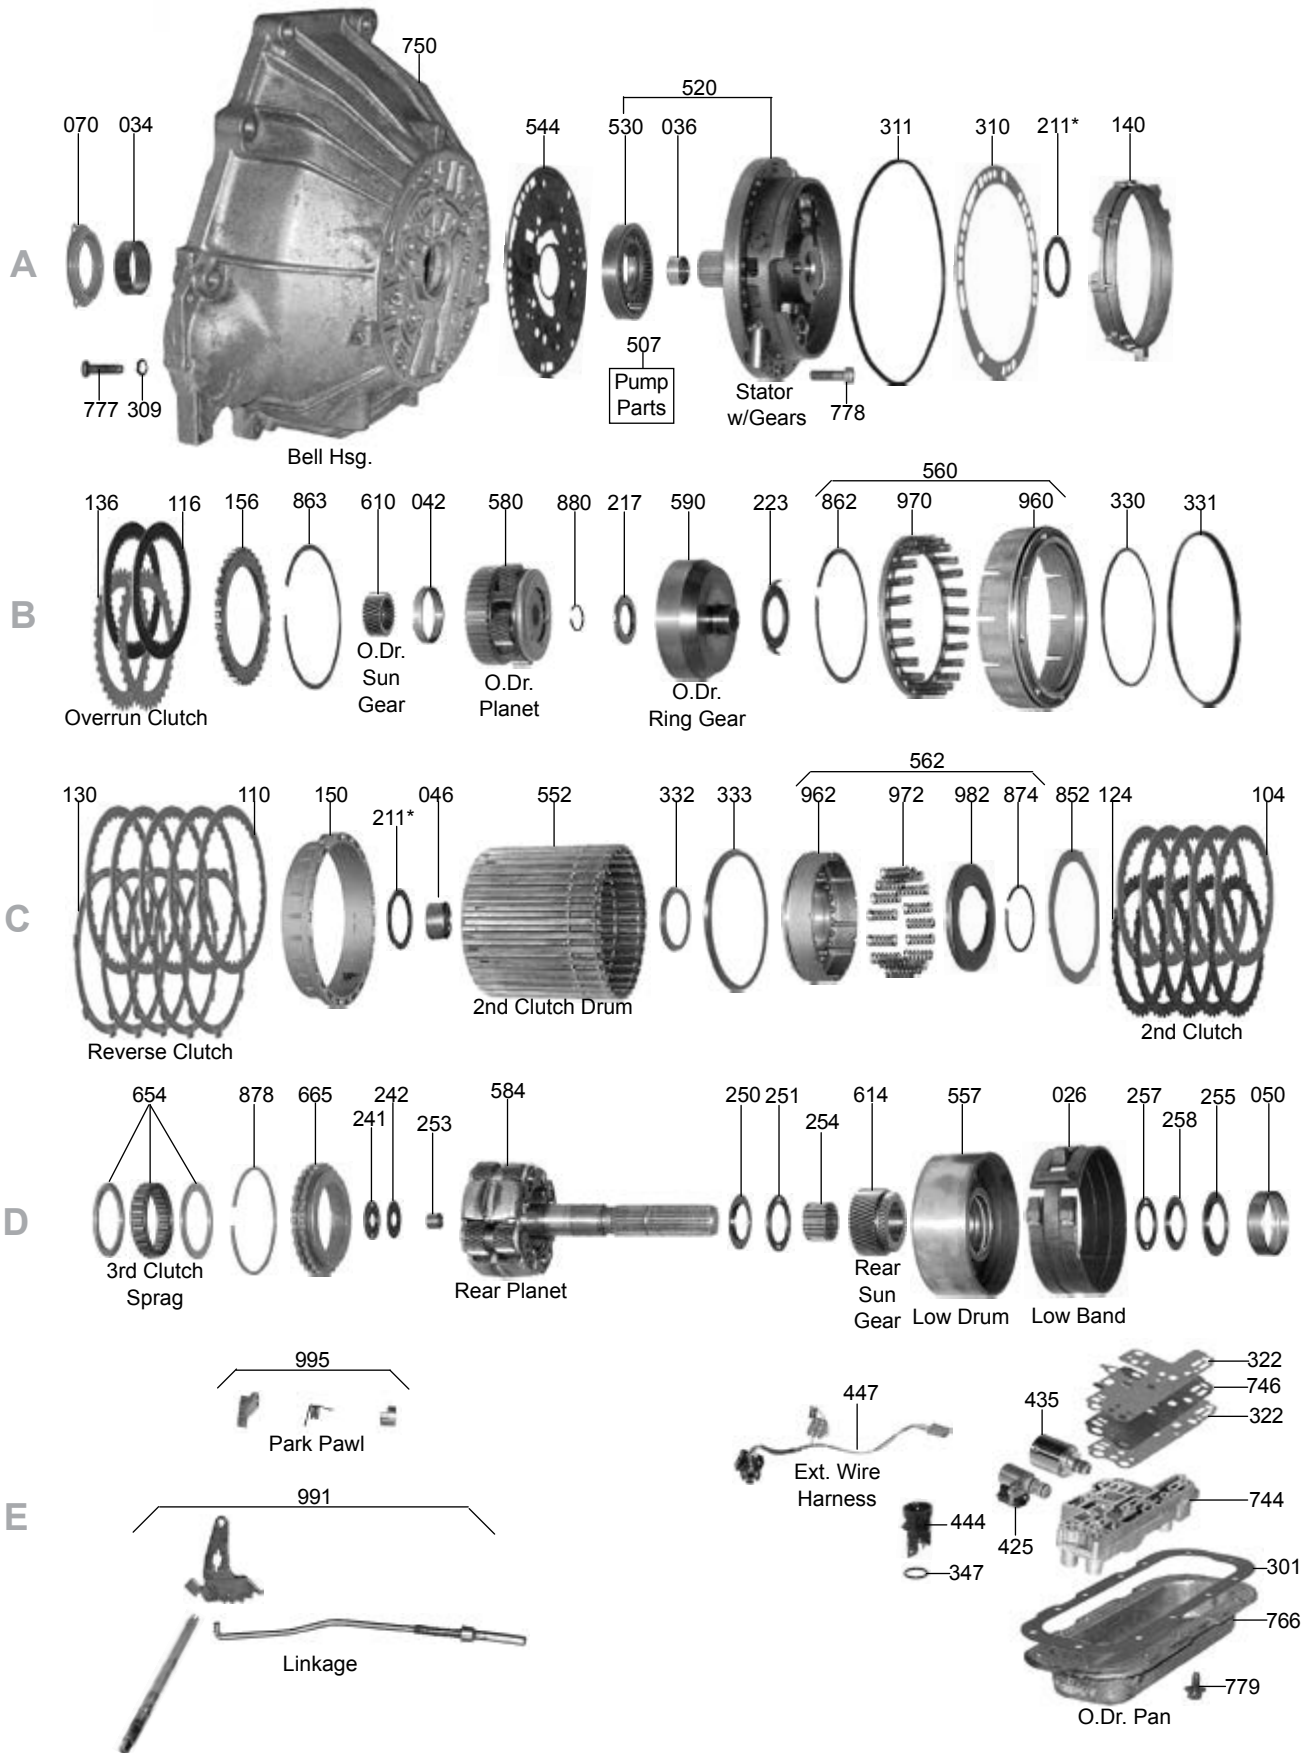 750
520
070 034 544 530 036 311 310 211* 140
A
507
Pump
Parts
Stator
w/Gears
778
777 309
Bell Hsg.
560
136 116 156 863 610 042 580 880 217 590 223 862 970 960 330 331
B
O.Dr.
Sun
Gear
O.Dr.
Planet
O.Dr.
Ring Gear
Overrun Clutch
562
130 110 150 211* 046 552 332 333 962 972 982 874 852 124 104
C
2nd Clutch Drum
2nd Clutch
Reverse Clutch
654 878 665 241 242 253 584 250 251 254 614 557 026 257 258 255 050
D
3rd Clutch
Sprag
Rear Planet
Rear
Sun
Gear
Low Drum
Low Band
995
Park Pawl
447
Ext. Wire
Harness
435
322
746
322
E
991
444
347
425
744
301
766
779
Linkage
O.Dr. Pan